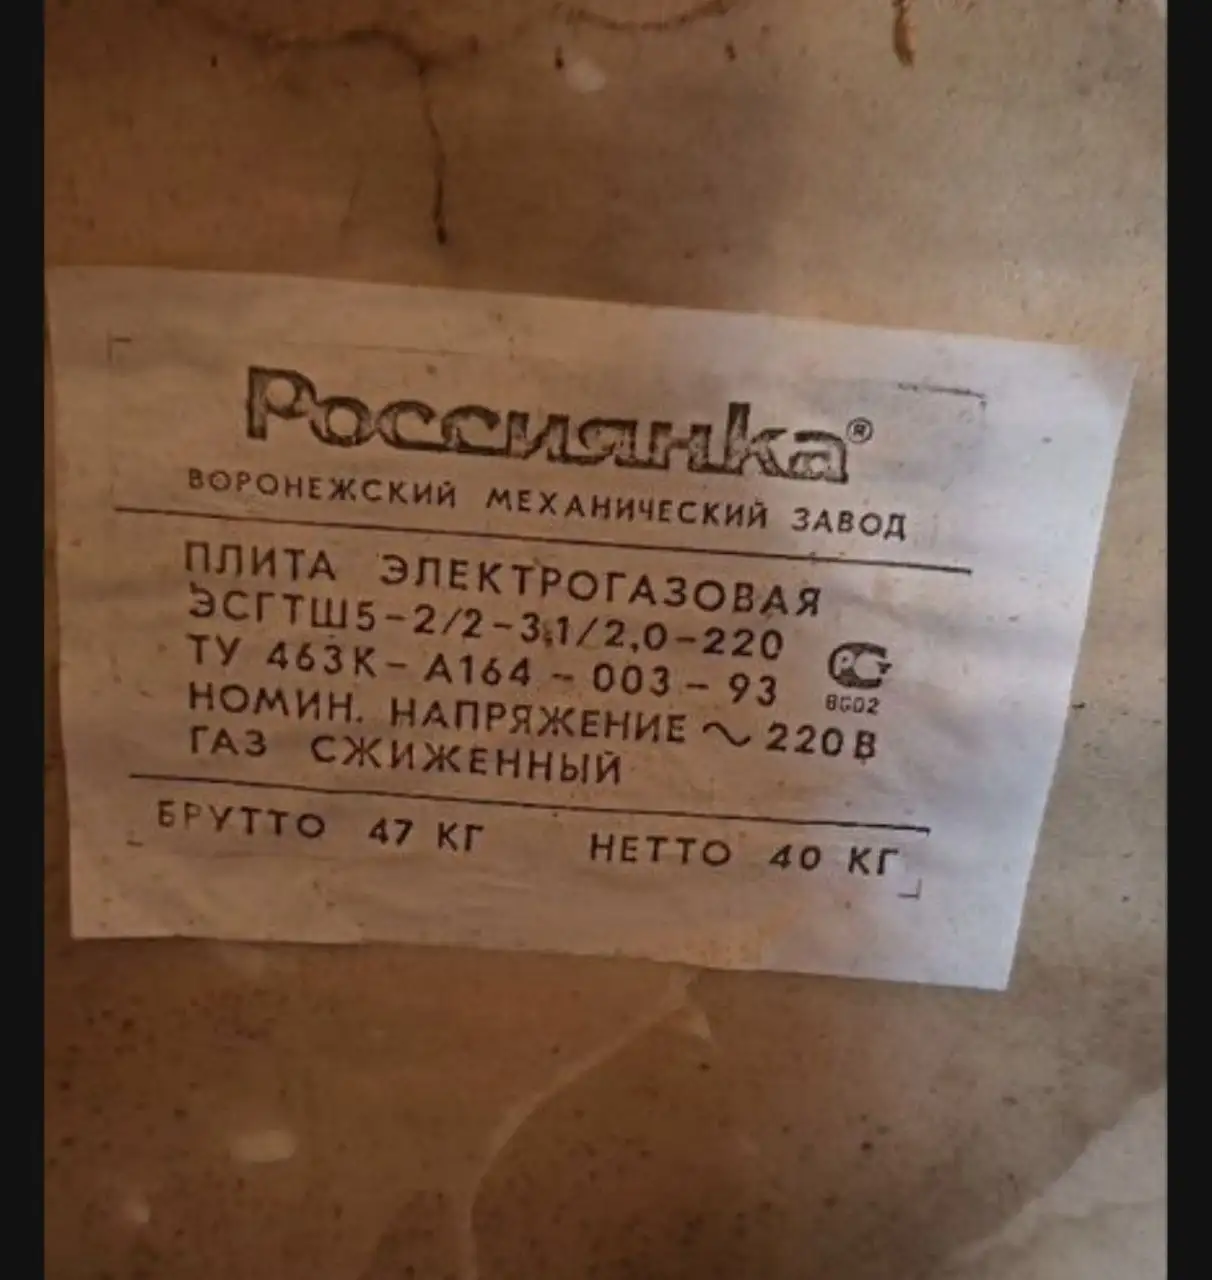 Россиянка®
ВОРОНЕЖСКИЙ МЕХАНИЧЕСКИЙ ЗАВОД
ПЛИТА ЭЛЕКТРОГАЗОВАЯ
ЭСГТШ5-2/2-3,1/2,0-220
ТУ 463К-А164-003-93
НОМИН. НАПРЯЖЕНИЕ ~220В
ГАЗ СЖИЖЕННЫЙ
БРУТТО 47 КГ НЕТТО 40 КГ